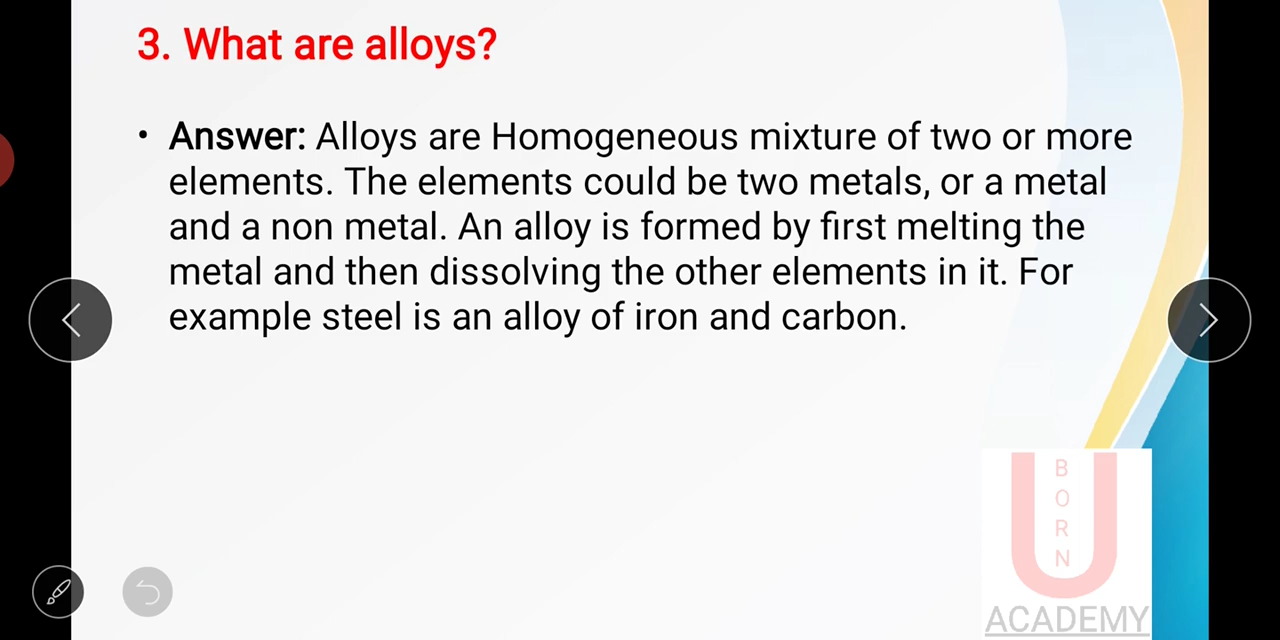 3. What are alloys?
• Answer: Alloys are Homogeneous mixture of two or more
elements. The elements could be two metals, or a metal
and a non metal. An alloy is formed by first melting the
metal and then dissolving the other elements in it. For
example steel is an alloy of iron and carbon.
U
B
O
R
N
ACADEMY